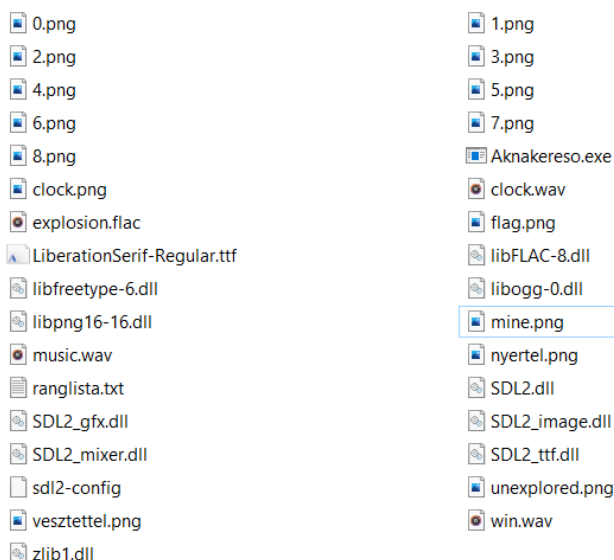 0.png
1.png
2.png
3.png
4.png
5.png
6.png
7.png
8.png
Aknakereso.exe
clock.png
clock.wav
explosion.flac
flag.png
LiberationSerif-Regular.ttf
libFLAC-8.dll
libfreetype-6.dll
libogg-0.dll
libpng16-16.dll
mine.png
music.wav
nyertel.png
ranglista.txt
SDL2.dll
SDL2_gfx.dll
SDL2_image.dll
SDL2_mixer.dll
SDL2_ttf.dll
sdl2-config
unexplored.png
vesztettel.png
win.wav
zlib1.dll